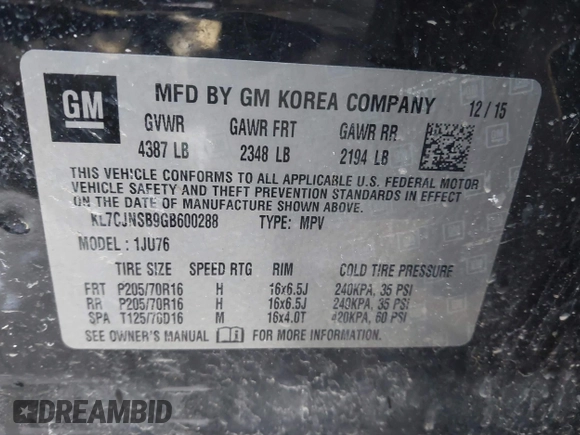 GM MFD BY GM KOREA COMPANY 12 / 15
GVWR GAWR FRT GAWR RR
4387 LB 2348 LB 2194 LB
THIS VEHICLE CONFORMS TO ALL APPLICABLE U.S. FEDERAL MOTOR
VEHICLE SAFETY AND THEFT PREVENTION STANDARDS IN EFFECT
ON THE DATE OF MANUFACTURE SHOWN ABOVE.
KL7CJNSB9GB600288 TYPE: MPV
MODEL : 1JU76
TIRE SIZE SPEED RTG RIM COLD TIRE PRESSURE
FRT P205/70R16 H 16x6.5J 240KPA, 35 PSI
RR P205/70R16 H 16x6.5J 240KPA, 35 PSI
SPA T125/70D16 M 16x4.0T 420KPA, 60 PSI
SEE OWNER'S MANUAL FOR MORE INFORMATION.
DREAMBID